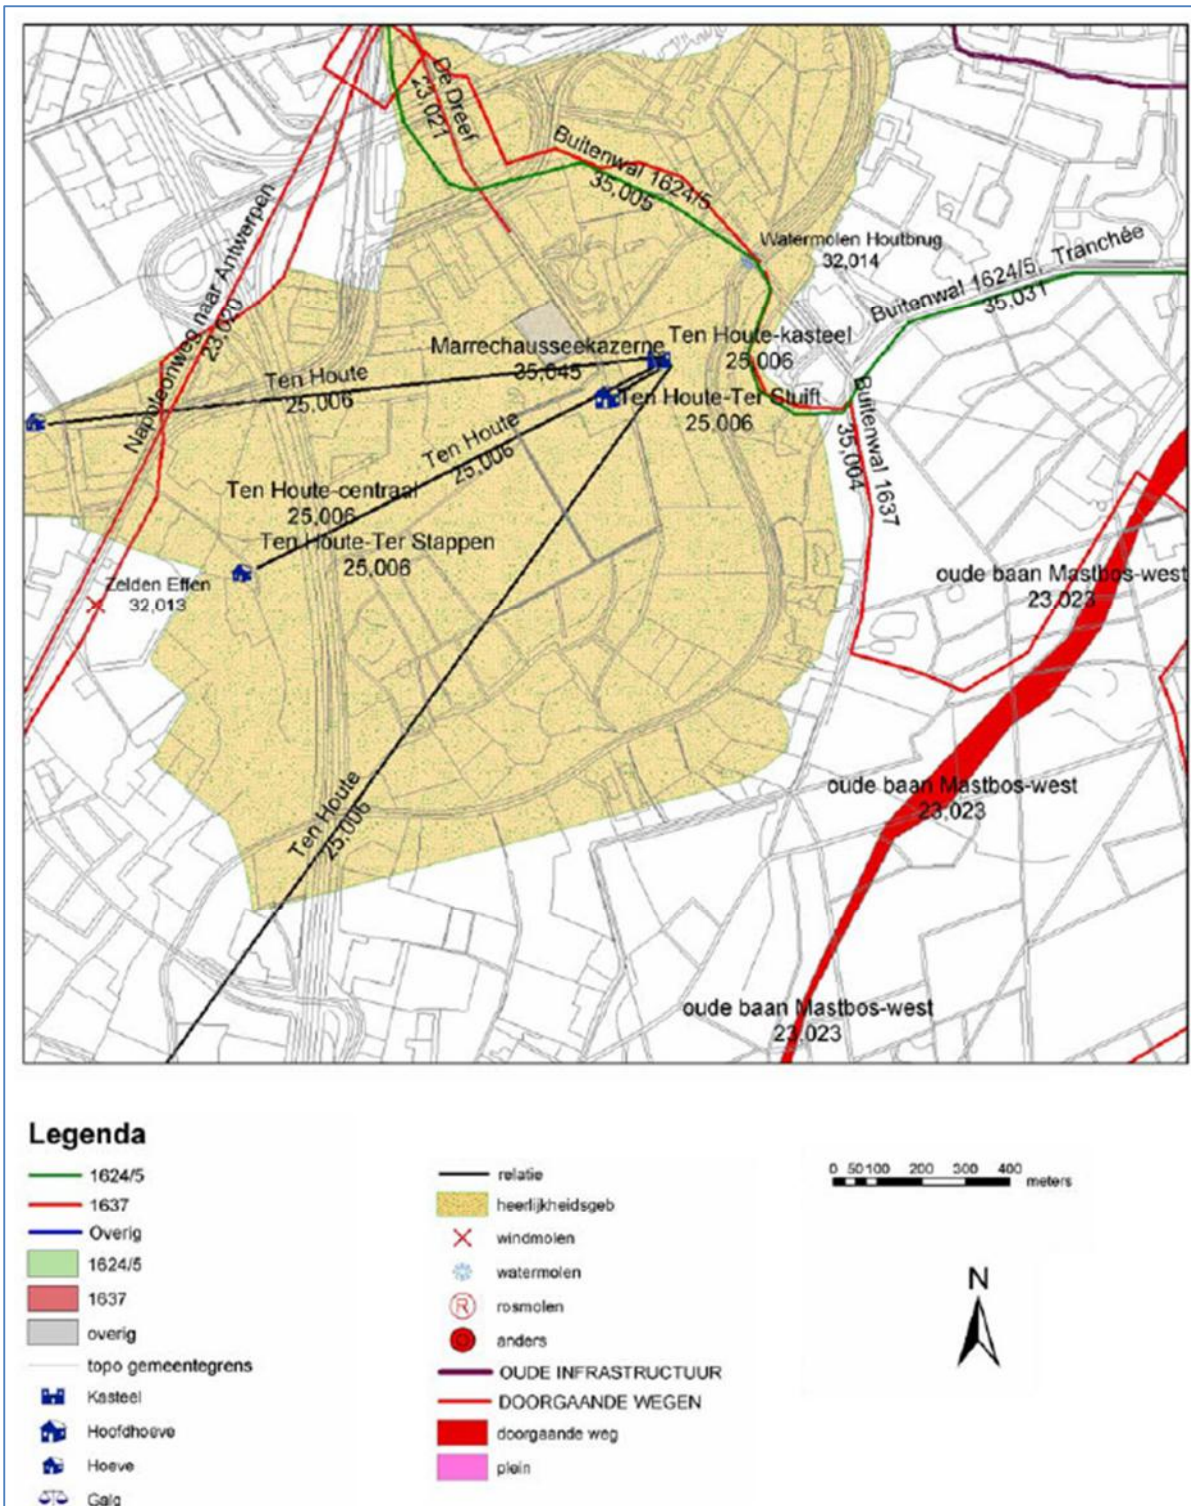 De Dreef
23,021
Buitenwal 1624/5
35,005
Napoleonweg naar Antwerpen
23,020
Watermolen Houtbrug
32,014
Buitenwal 1624/5, Tranchée
35,031
Marrechausseekazerne
35,045
Ten Houte-kasteel
25,006
Ten Houte
25,006
Ten Houte-Ter Sluift
25,006
Buitenwal 1637
35,004
Ten Houte
25,006
Ten Houte-centraal
25,006
Ten Houte-Ter Stappen
25,006
Zelden Effen
32,013
oude baan Mastbos-west
23,023
oude baan Mastbos-west
23,023
Ten Houte
25,006
oude baan Mastbos-west
23,023
Legenda
1624/5
1637
Overig
1624/5
1637
overig
topo gemeentegrens
Kasteel
Hoofdhoeve
Hoeve
Galg
relatie
heerlijkheidsgeb
windmolen
watermolen
R rosmolen
anders
OUDE INFRASTRUCTUUR
DOORGAANDE WEGEN
doorgaande weg
plein
0 50 100 200 300 400
meters
N